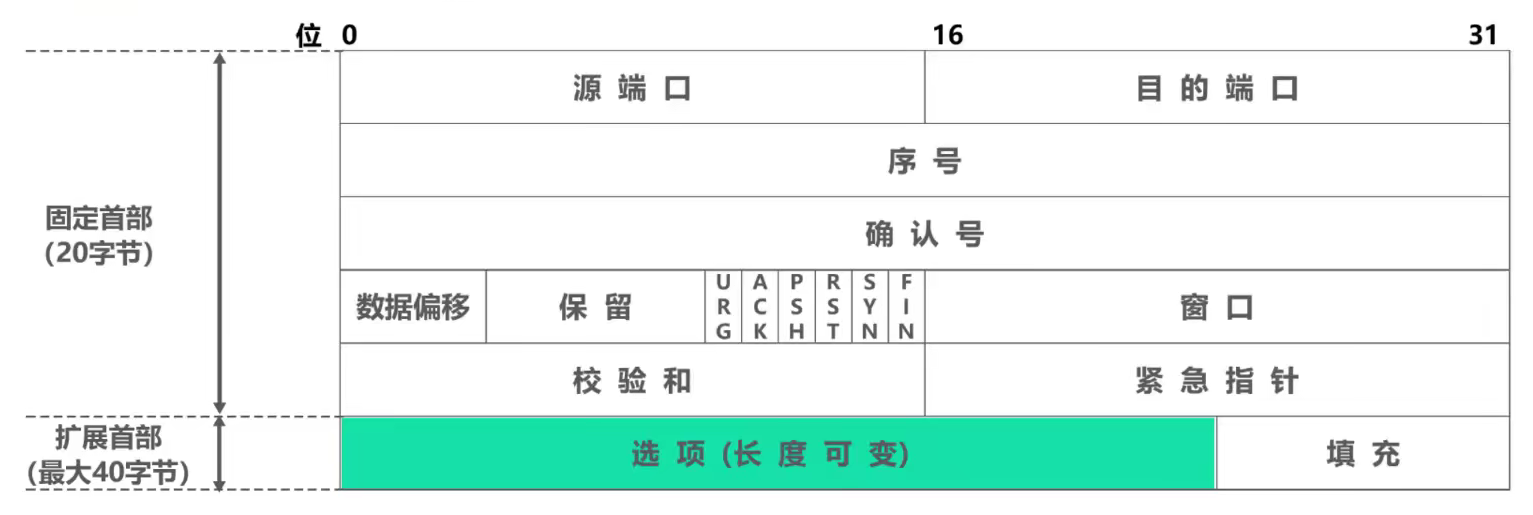 位 0 16 31
源 端 口 目 的 端 口
序 号
确 认 号
固定首部
(20字节)
数据偏移 保 留 URG ACK PSH RST SYN FIN 窗 口
校 验 和 紧 急 指 针
扩展首部
(最大40字节)
选 项 (长 度 可 变) 填 充